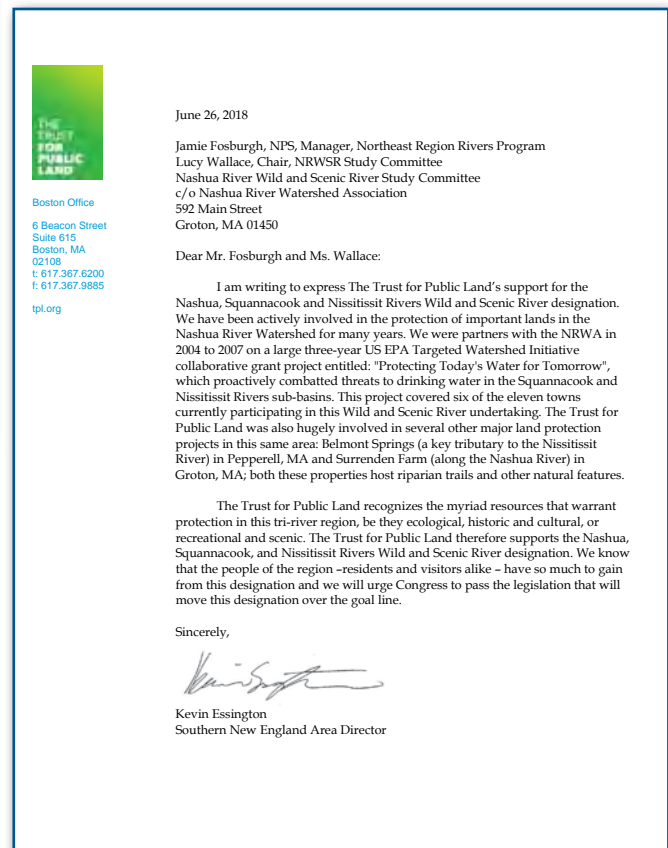 THE
TRUST
FOR
PUBLIC
LAND
Boston Office
6 Beacon Street
Suite 615
Boston, MA
02108
t: 617.367.6200
f: 617.367.9885
tpl.org
June 26, 2018
Jamie Fosburgh, NPS, Manager, Northeast Region Rivers Program
Lucy Wallace, Chair, NRWSR Study Committee
Nashua River Wild and Scenic River Study Committee
c/o Nashua River Watershed Association
592 Main Street
Groton, MA 01450
Dear Mr. Fosburgh and Ms. Wallace:
I am writing to express The Trust for Public Land's support for the
Nashua, Squannacook and Nissitissit Rivers Wild and Scenic River designation.
We have been actively involved in the protection of important lands in the
Nashua River Watershed for many years. We were partners with the NRWA in
2004 to 2007 on a large three-year US EPA Targeted Watershed Initiative
collaborative grant project entitled: "Protecting Today's Water for Tomorrow",
which proactively combatted threats to drinking water in the Squannacook and
Nissitissit Rivers sub-basins. This project covered six of the eleven towns
currently participating in this Wild and Scenic River undertaking. The Trust for
Public Land was also hugely involved in several other major land protection
projects in this same area: Belmont Springs (a key tributary to the Nissitissit
River) in Pepperell, MA and Surrenden Farm (along the Nashua River) in
Groton, MA; both these properties host riparian trails and other natural features.
The Trust for Public Land recognizes the myriad resources that warrant
protection in this tri-river region, be they ecological, historic and cultural, or
recreational and scenic. The Trust for Public Land therefore supports the Nashua,
Squannacook, and Nissitissit Rivers Wild and Scenic River designation. We know
that the people of the region –residents and visitors alike – have so much to gain
from this designation and we will urge Congress to pass the legislation that will
move this designation over the goal line.
Sincerely,
Kevin Essington
Southern New England Area Director